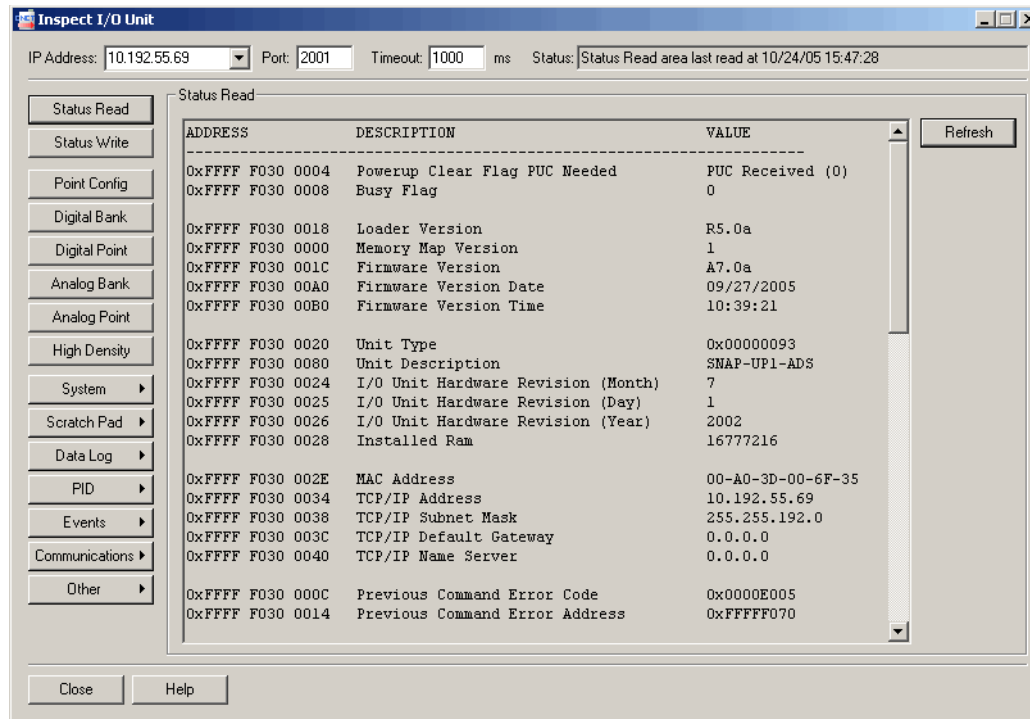 Inspect I/O Unit
IP Address: 10.192.55.69 Port: 2001 Timeout: 1000 ms Status: Status Read area last read at 10/24/05 15:47:28
Status Read
Status Write
Point Config
Digital Bank
Digital Point
Analog Bank
Analog Point
High Density
System
Scratch Pad
Data Log
PID
Events
Communications
Other
Status Read
ADDRESS DESCRIPTION VALUE
0xFFFF F030 0004 Powerup Clear Flag PUC Needed PUC Received (0)
0xFFFF F030 0008 Busy Flag 0
0xFFFF F030 0018 Loader Version R5.0a
0xFFFF F030 0000 Memory Map Version 1
0xFFFF F030 001C Firmware Version A7.0a
0xFFFF F030 00A0 Firmware Version Date 09/27/2005
0xFFFF F030 00B0 Firmware Version Time 10:39:21
0xFFFF F030 0020 Unit Type 0x00000093
0xFFFF F030 0080 Unit Description SNAP-UP1-ADS
0xFFFF F030 0024 I/O Unit Hardware Revision (Month) 7
0xFFFF F030 0025 I/O Unit Hardware Revision (Day) 1
0xFFFF F030 0026 I/O Unit Hardware Revision (Year) 2002
0xFFFF F030 0028 Installed Ram 16777216
0xFFFF F030 002E MAC Address 00-A0-3D-00-6F-35
0xFFFF F030 0034 TCP/IP Address 10.192.55.69
0xFFFF F030 0038 TCP/IP Subnet Mask 255.255.192.0
0xFFFF F030 003C TCP/IP Default Gateway 0.0.0.0
0xFFFF F030 0040 TCP/IP Name Server 0.0.0.0
0xFFFF F030 000C Previous Command Error Code 0x0000E005
0xFFFF F030 0014 Previous Command Error Address 0xFFFFF070
Refresh
Close Help